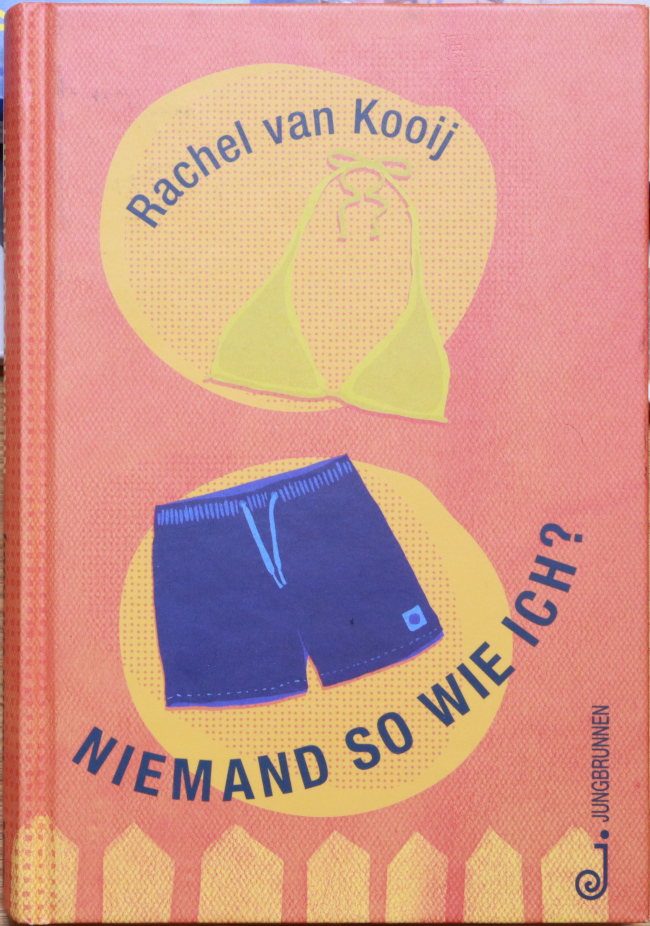 Rachel van Kooij
NIEMAND SO WIE ICH?
JUNGBRUNNEN